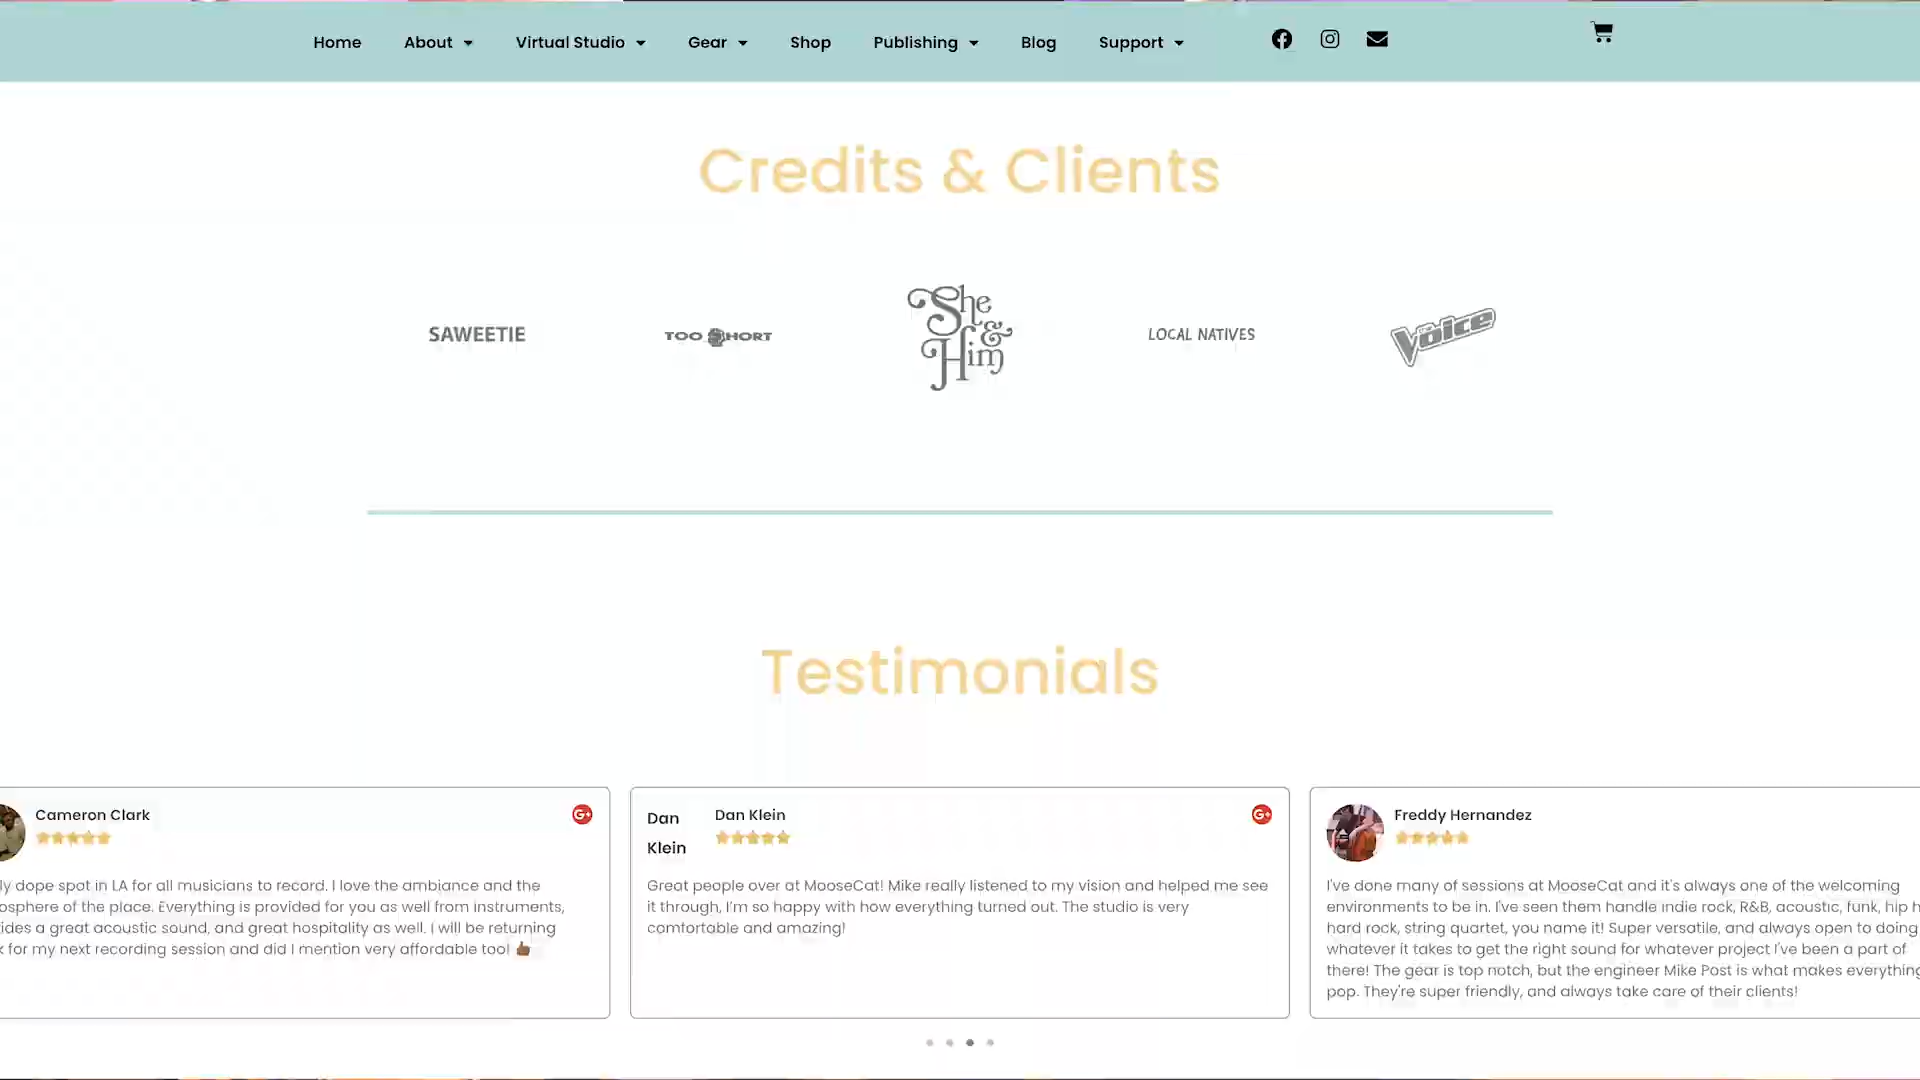 Home About Virtual Studio Gear Shop Publishing Blog Support
Credits & Clients
SAWEETIE
TOO $HORT
She & Him
LOCAL NATIVES
the Voice
Testimonials
Cameron Clark
G+
dope spot in LA for all musicians to record. I love the ambiance and the
of the place. Everything is provided for you as well from instruments,
a great acoustic sound, and great hospitality as well. I will be returning
for my next recording session and did I mention very affordable too! 👍🏾
Dan
Klein
Dan Klein
G+
Great people over at MooseCat! Mike really listened to my vision and helped me see
it through, I'm so happy with how everything turned out. The studio is very
comfortable and amazing!
Freddy Hernandez
I've done many of sessions at MooseCat and it's always one of the welcoming
environments to be in. I've seen them handle indie rock, R&B, acoustic, funk, hip
hard rock, string quartet, you name it! Super versatile, and always open to doing
whatever it takes to get the right sound for whatever project I've been a part of
there! The gear is top notch, but the engineer Mike Post is what makes everything
pop. They're super friendly, and always take care of their clients!